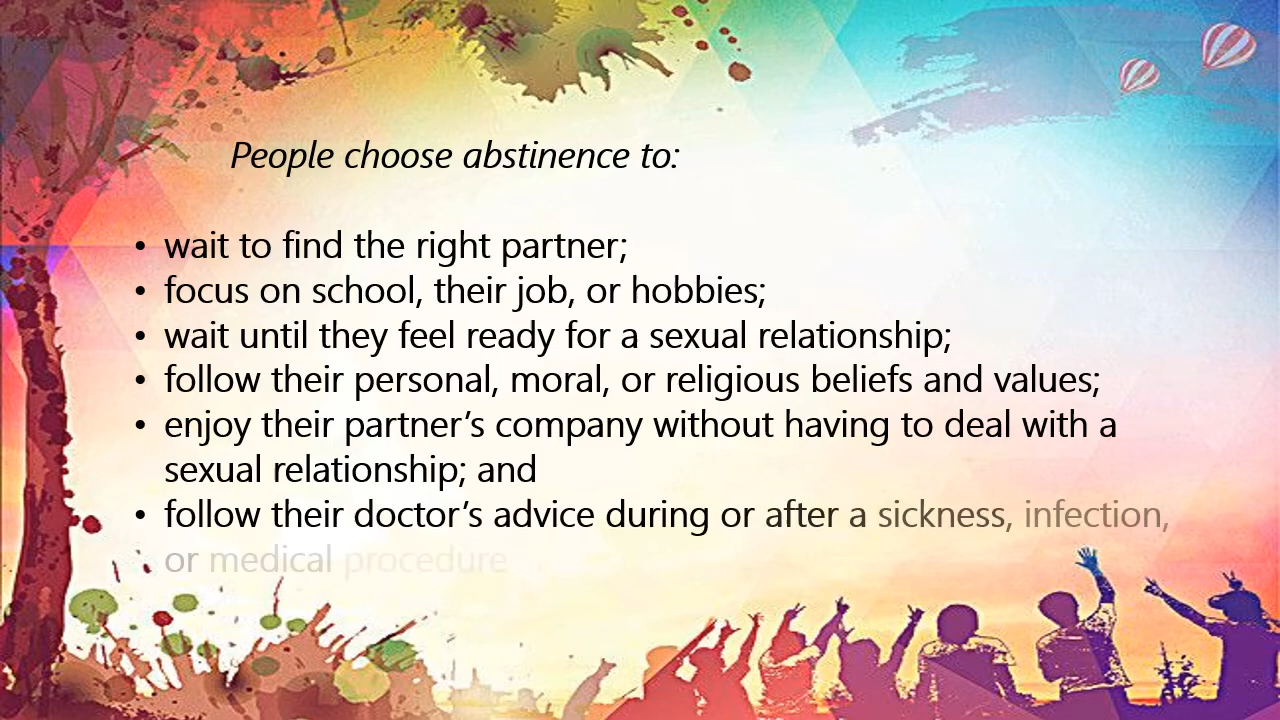 People choose abstinence to:
• wait to find the right partner;
• focus on school, their job, or hobbies;
• wait until they feel ready for a sexual relationship;
• follow their personal, moral, or religious beliefs and values;
• enjoy their partner’s company without having to deal with a
sexual relationship; and
• follow their doctor’s advice during or after a sickness, infection,
or medical procedure